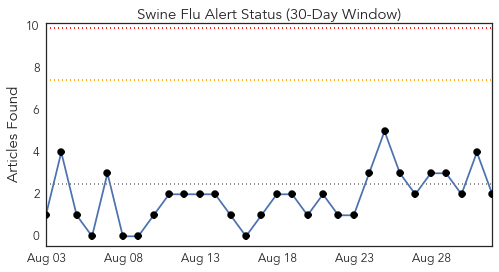 Swine Flu Alert Status (30-Day Window)
10
8
6
4
2
0
Articles Found
Aug 03
Aug 08
Aug 13
Aug 18
Aug 23
Aug 28